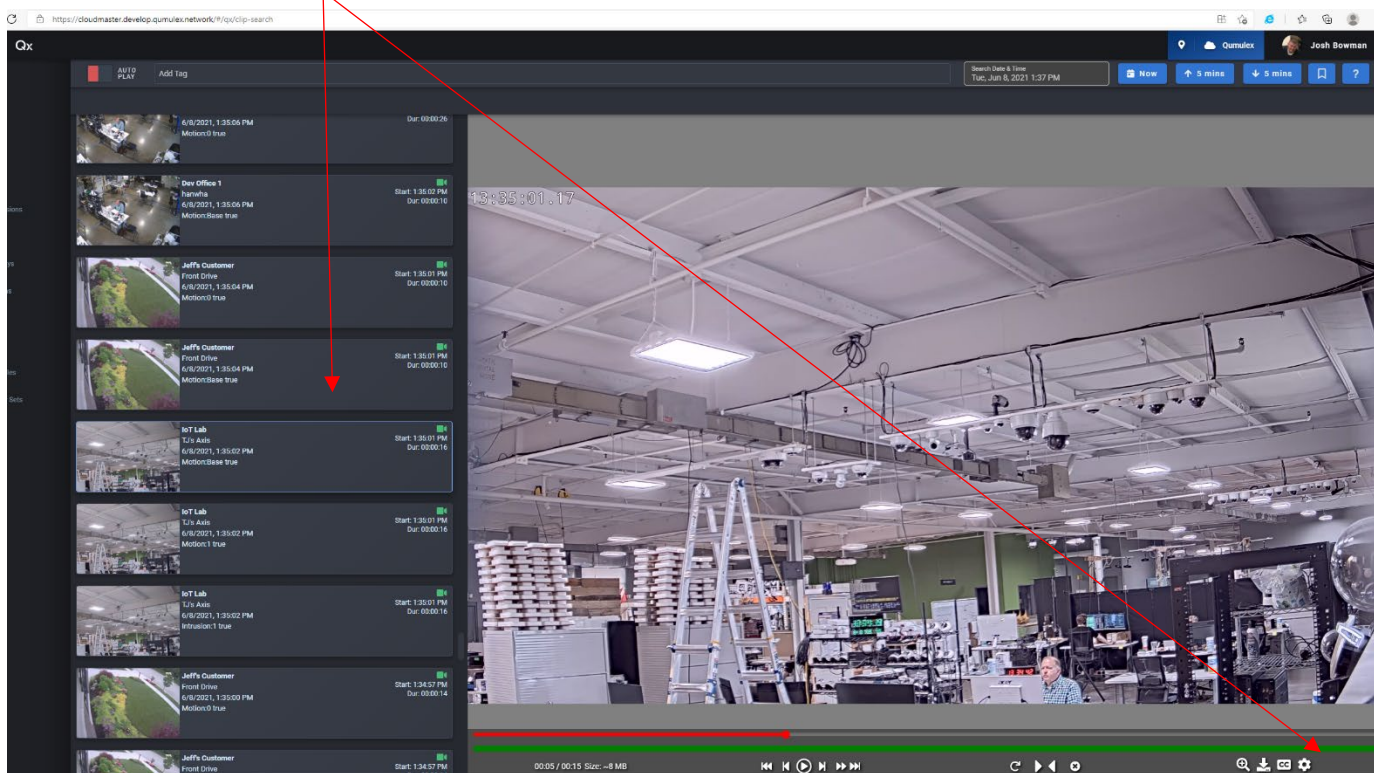 https://cloudmaster.develop.qumulex.network/#/qx/clip-search
Qx
Qumulex
Josh Bowman
AUTO PLAY
Add Tag
Search Date & Time
Tue, Jun 8, 2021 1:37 PM
Now
5 mins
5 mins
?
6/8/2021, 1:35:06 PM
Dur: 00:00:26
Motion:0 true
Dev Office 1
hanwha
Start: 1:35:02 PM
6/8/2021, 1:35:06 PM
Dur: 00:00:10
Motion:Base true
13:35:01.17
Jeff's Customer
Front Drive
Start: 1:35:01 PM
6/8/2021, 1:35:04 PM
Dur: 00:00:10
Motion:0 true
Jeff's Customer
Front Drive
Start: 1:35:01 PM
6/8/2021, 1:35:04 PM
Dur: 00:00:10
Motion:Base true
Sets
IoT Lab
TJ's Axis
Start: 1:35:01 PM
6/8/2021, 1:35:02 PM
Dur: 00:00:16
Motion:Base true
IoT Lab
TJ's Axis
Start: 1:35:01 PM
6/8/2021, 1:35:02 PM
Dur: 00:00:16
Motion:1 true
IoT Lab
TJ's Axis
Start: 1:35:01 PM
6/8/2021, 1:35:02 PM
Dur: 00:00:16
Intrusion:1 true
Jeff's Customer
Front Drive
Start: 1:34:57 PM
6/8/2021, 1:35:00 PM
Dur: 00:00:14
Motion:0 true
Jeff's Customer
Front Drive
Start: 1:34:57 PM
00:05 / 00:15 Size: ~8 MB
CC